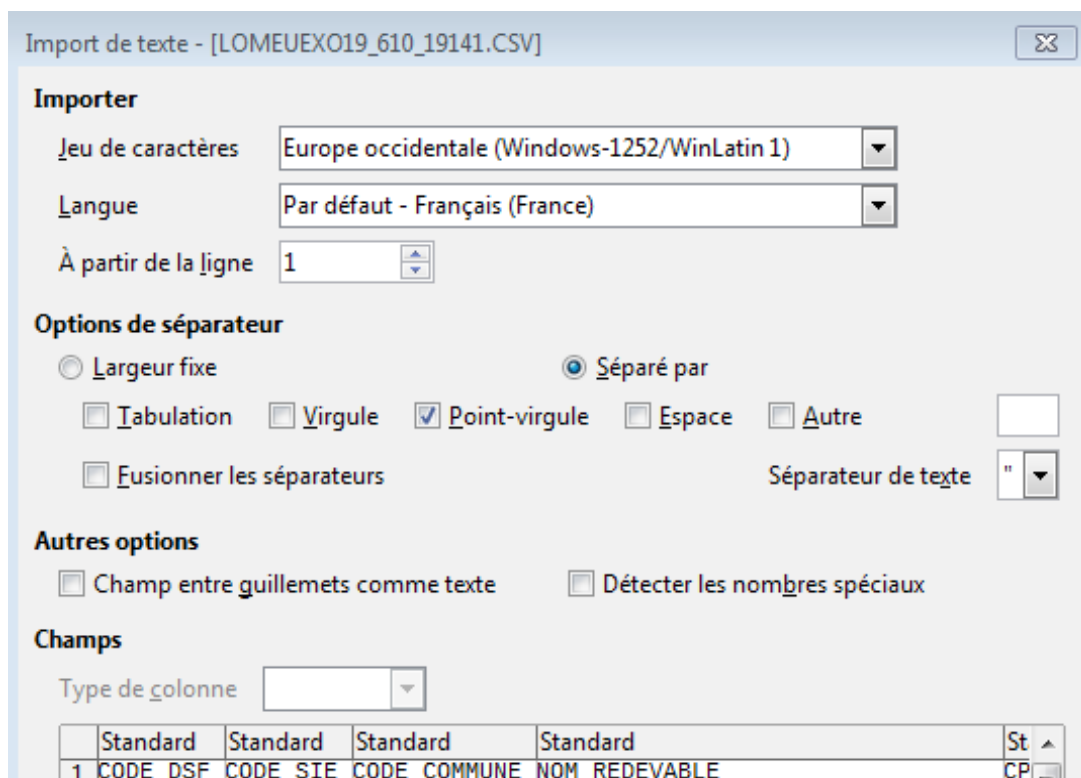 Import de texte - [LOMEUEXO19_610_19141.CSV]
Importer
Jeu de caractères Europe occidentale (Windows-1252/WinLatin 1)
Langue Par défaut - Français (France)
À partir de la ligne 1
Options de séparateur
Largeur fixe Séparé par
Tabulation Virgule Point-virgule Espace Autre
Fusionner les séparateurs Séparateur de texte "
Autres options
Champ entre guillemets comme texte Détecter les nombres spéciaux
Champs
Type de colonne
Standard Standard Standard Standard St
1 CODE DSF CODE SIE CODE COMMUNE NOM REDEVABLE CP